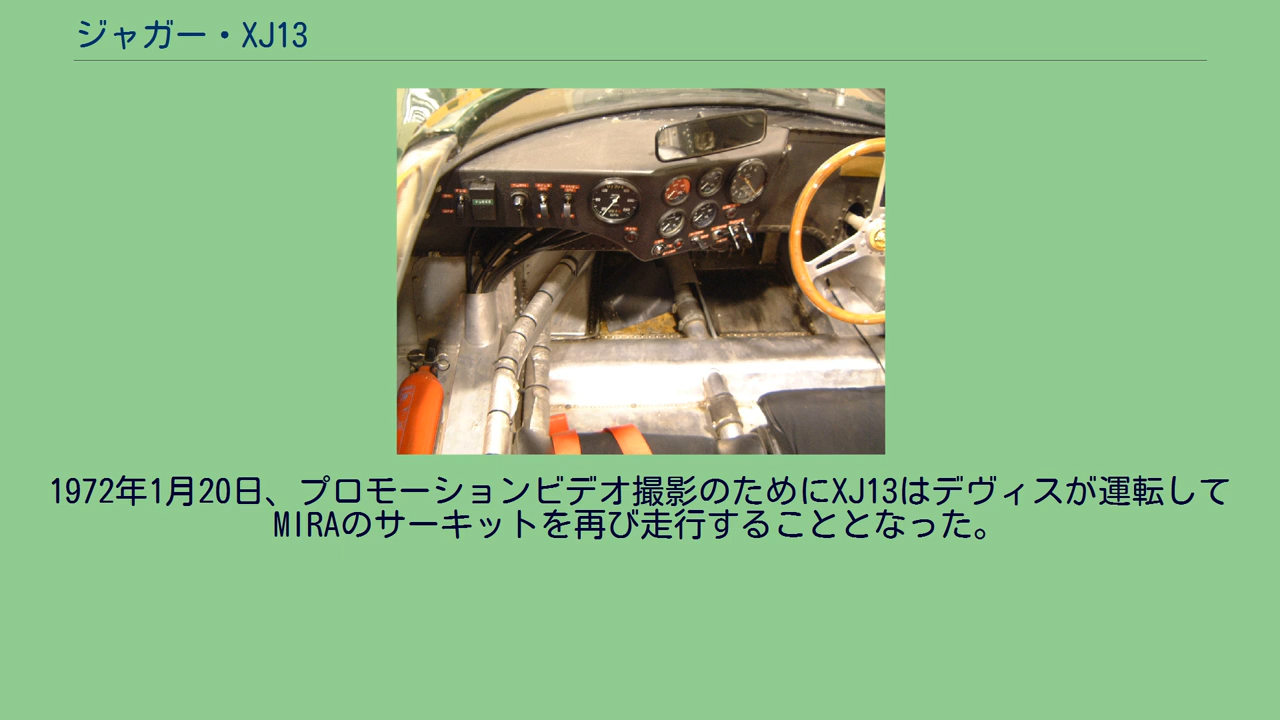 ジャガー・XJ13
1972年1月20日、プロモーションビデオ撮影のためにXJ13はデヴィスが運転して
MIRAのサーキットを再び走行することとなった。